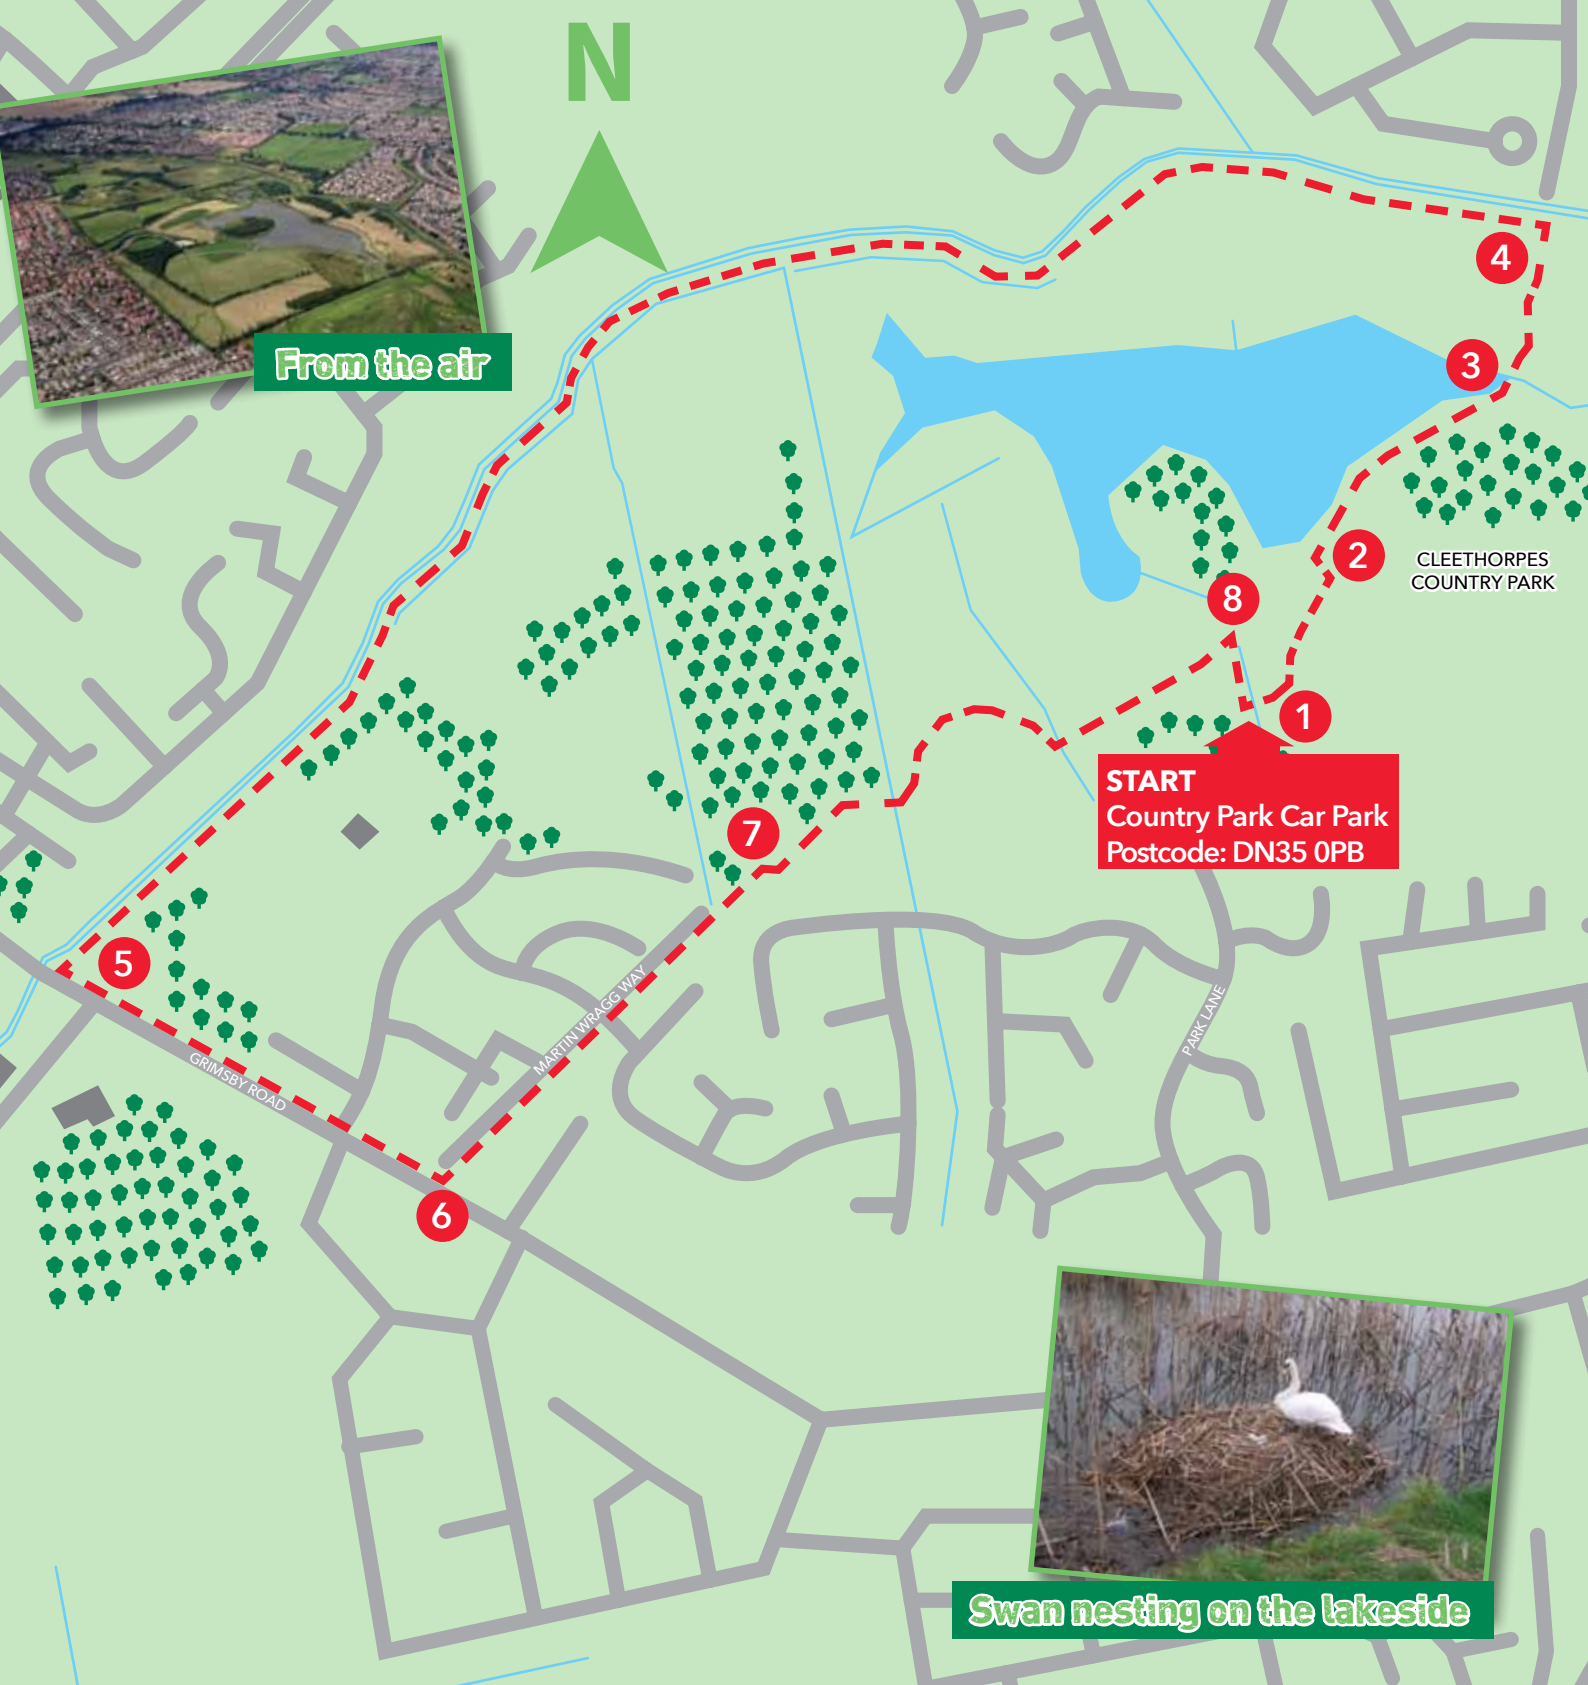 N
From the air
4
3
2
CLEETHORPES
COUNTRY PARK
8
1
START
Country Park Car Park
Postcode: DN35 0PB
7
5
MARTIN WRAGG WAY
PARK LANE
GRIMSBY ROAD
6
Swan nesting on the lakeside